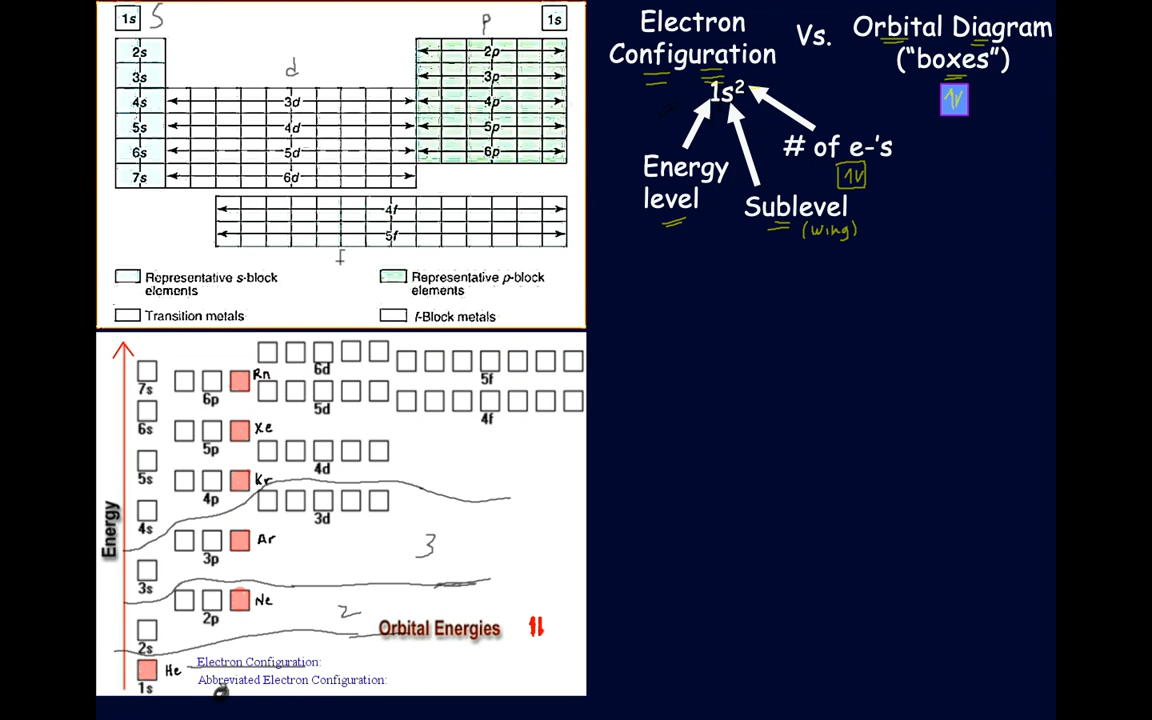 1s S p 1s
2s 2p
3s d 3p
4s 3d 4p
5s 4d 5p
6s 5d 6p
7s 6d
4f
5f
f
Representative s-block elements
Representative p-block elements
Transition metals
f-Block metals
Electron Configuration
Vs.
Orbital Diagram
("boxes")
1s²
# of e-'s
Energy level
Sublevel
(wing)
Energy
6d
7s 6p Rn 5d 5f
6s 5p Xe 4f
5s 4p Kr 4d
4s 3p Ar 3d
3
3s 2p Ne
2
2s
Orbital Energies
1s He
Electron Configuration:
Abbreviated Electron Configuration: